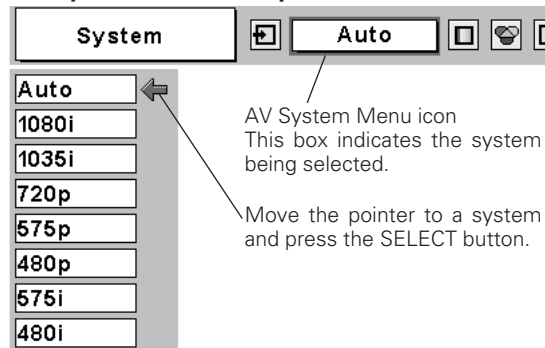 System
Auto
Auto
1080i
1035i
720p
575p
480p
575i
480i
AV System Menu icon
This box indicates the system
being selected.
Move the pointer to a system
and press the SELECT button.